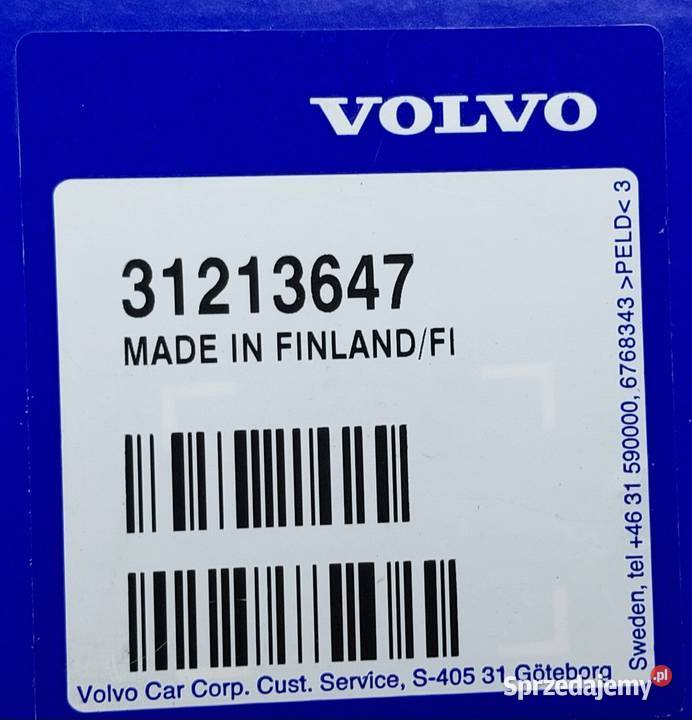 VOLVO
31213647
MADE IN FINLAND/FI
Volvo Car Corp. Cust. Service, S-405 31 Göteborg
Sweden, tel +46 31 590000, 6768343 >PELD< 3
Sprzedajemy.pl